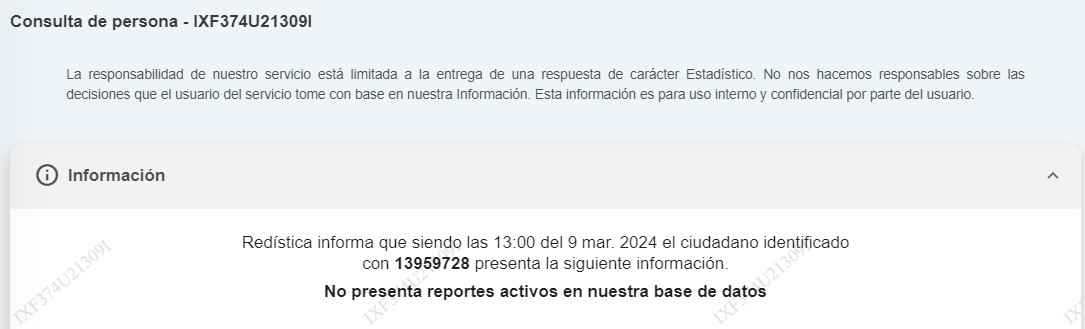 Consulta de persona - IXF374U21309I
La responsabilidad de nuestro servicio está limitada a la entrega de una respuesta de carácter Estadístico. No nos hacemos responsables sobre las
decisiones que el usuario del servicio tome con base en nuestra Información. Esta información es para uso interno y confidencial por parte del usuario.
Información
Redística informa que siendo las 13:00 del 9 mar. 2024 el ciudadano identificado
con 13959728 presenta la siguiente información.
No presenta reportes activos en nuestra base de datos
IXF374U21309I
IXF374U21309I
IXF374U21309I